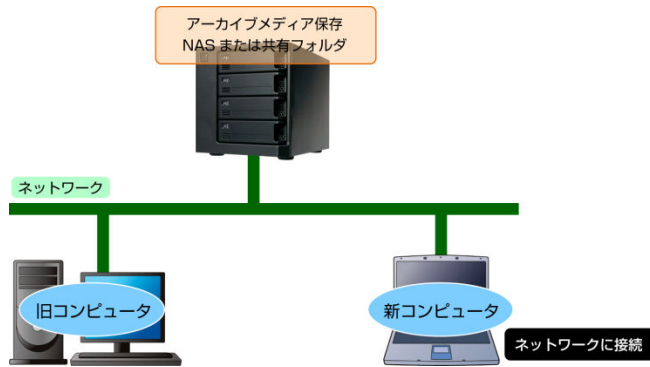 アーカイブメディア保存
NAS または共有フォルダ
ネットワーク
旧コンピュータ
新コンピュータ
ネットワークに接続